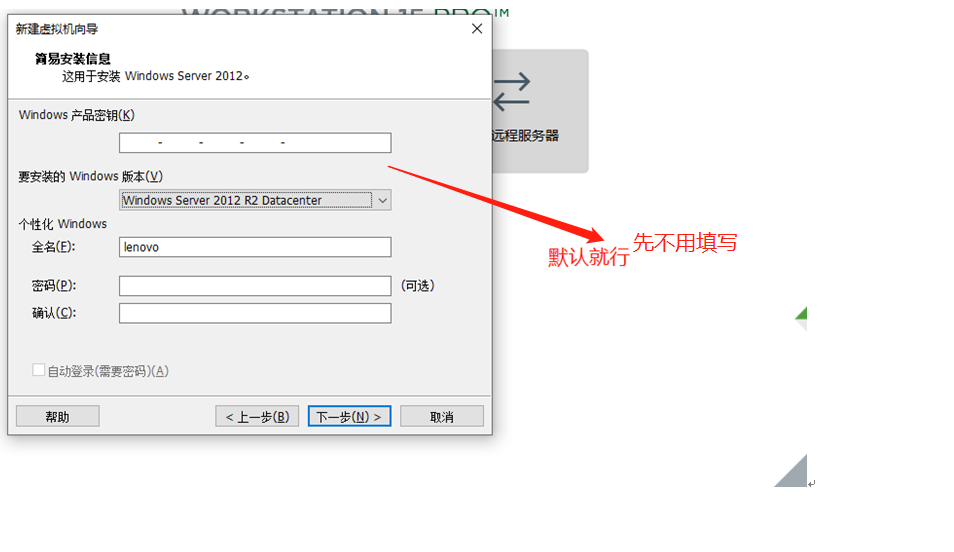 WORKSTATION 15 PRO™
新建虚拟机向导
简易安装信息
这用于安装 Windows Server 2012。
Windows 产品密钥(K)
- - - -
远程服务器
要安装的 Windows 版本(V)
Windows Server 2012 R2 Datacenter
个性化 Windows
全名(F):
lenovo
先不用填写
默认就行
密码(P):
(可选)
确认(C):
自动登录(需要密码)(A)
帮助
< 上一步(B)
下一步(N) >
取消